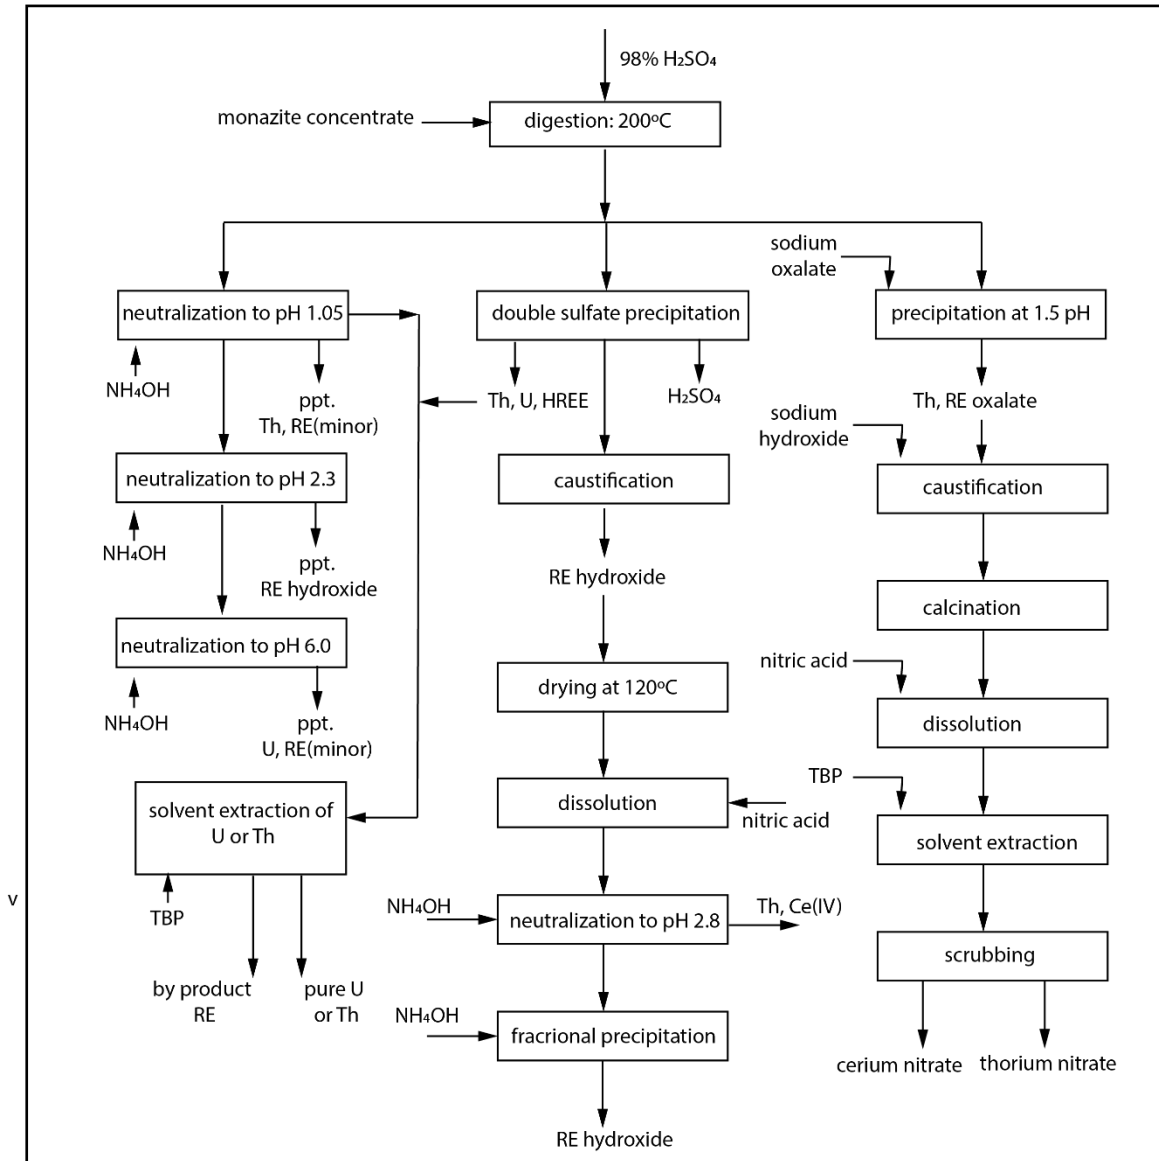 98% H₂SO₄
monazite concentrate
digestion: 200ºC
sodium
oxalate
neutralization to pH 1.05
double sulfate precipitation
precipitation at 1.5 pH
NH₄OH
ppt.
Th, RE(minor)
Th, U, HREE
H₂SO₄
Th, RE oxalate
sodium
hydroxide
neutralization to pH 2.3
caustification
caustification
NH₄OH
ppt.
RE hydroxide
RE hydroxide
calcination
neutralization to pH 6.0
nitric acid
drying at 120ºC
NH₄OH
ppt.
U, RE(minor)
dissolution
TBP
solvent extraction of
U or Th
dissolution
nitric acid
solvent extraction
v
TBP
NH₄OH
neutralization to pH 2.8
Th, Ce(IV)
scrubbing
by product
RE
pure U
or Th
NH₄OH
fracrional precipitation
cerium nitrate
thorium nitrate
RE hydroxide